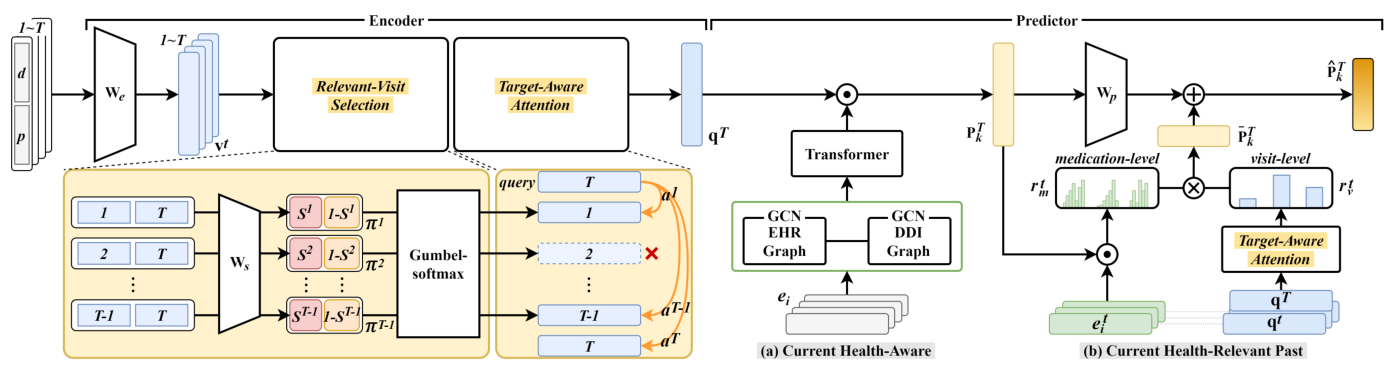 Encoder
Predictor
1~T
d
p
W_e
1~T
v^t
Relevant-Visit
Selection
Target-Aware
Attention
q^T
Transformer
GCN
EHR
Graph
GCN
DDI
Graph
e_i
(a) Current Health-Aware
P_k^T
W_p
P̂_k^T
P̄_k^T
medication-level
visit-level
r_m^t
r_v^t
Target-Aware
Attention
q^T
q^t
e_i^t
(b) Current Health-Relevant Past
1 T
2 T
⋮
T-1 T
W_s
S^1 1-S^1 π^1
S^2 1-S^2 π^2
⋮ ⋮
S^{T-1} 1-S^{T-1} π^{T-1}
Gumbel-
softmax
query T
a^1
1
2
⋮
T-1 a^{T-1}
T a^T